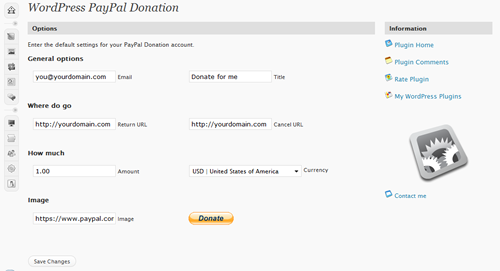 WordPress PayPal Donation
Options
Enter the default settings for your PayPal Donation account.
General options
you@yourdomain.com Email
Donate for me Title
Where do go
http://yourdomain.com Return URL
http://yourdomain.com Cancel URL
How much
1.00 Amount
USD | United States of America Currency
Image
https://www.paypal.cor Image
Donate
Save Changes
Information
Plugin Home
Plugin Comments
Rate Plugin
My WordPress Plugins
Contact me